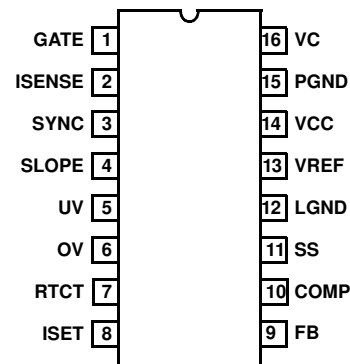 GATE 1 16 VC
ISENSE 2 15 PGND
SYNC 3 14 VCC
SLOPE 4 13 VREF
UV 5 12 LGND
OV 6 11 SS
RTCT 7 10 COMP
ISET 8 9 FB